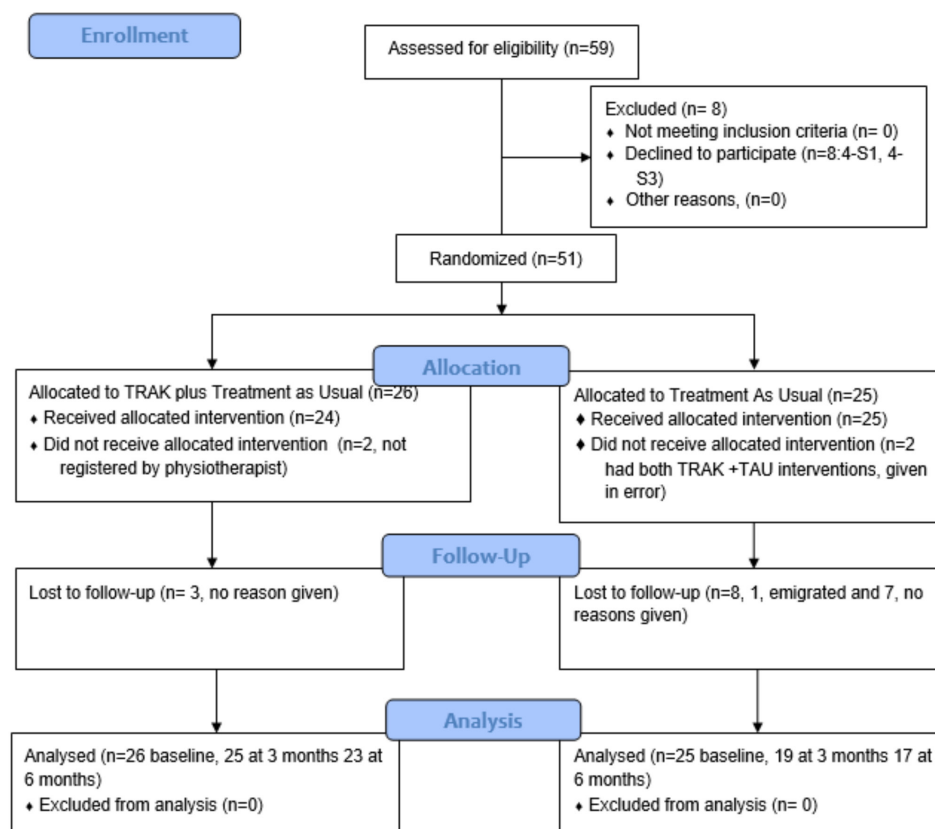 Enrollment
Assessed for eligibility (n=59)
Excluded (n= 8)
♦ Not meeting inclusion criteria (n= 0)
♦ Declined to participate (n=8:4-S1, 4-
S3)
♦ Other reasons, (n=0)
Randomized (n=51)
Allocation
Allocated to TRAK plus Treatment as Usual (n=26)
♦ Received allocated intervention (n=24)
♦ Did not receive allocated intervention (n=2, not
registered by physiotherapist)
Allocated to Treatment As Usual (n=25)
♦ Received allocated intervention (n=25)
♦ Did not receive allocated intervention (n=2
had both TRAK +TAU interventions, given
in error)
Follow-Up
Lost to follow-up (n= 3, no reason given)
Lost to follow-up (n=8, 1, emigrated and 7, no
reasons given)
Analysis
Analysed (n=26 baseline, 25 at 3 months 23 at
6 months)
♦ Excluded from analysis (n=0)
Analysed (n=25 baseline, 19 at 3 months 17 at
6 months)
♦ Excluded from analysis (n= 0)